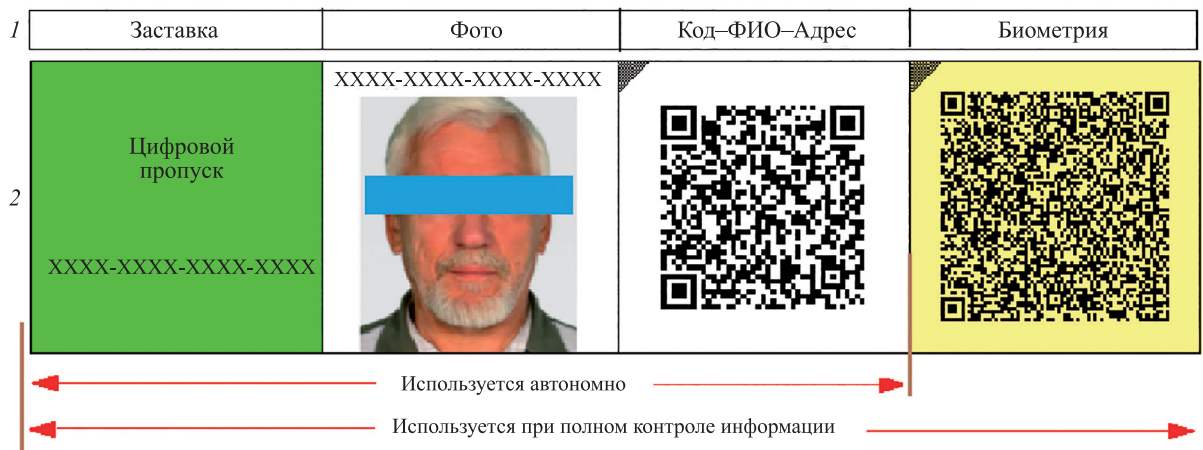 1 Заставка Фото Код–ФИО–Адрес Биометрия
2
Цифровой
пропуск
XXXX-XXXX-XXXX-XXXX
XXXX-XXXX-XXXX-XXXX
Используется автономно
Используется при полном контроле информации